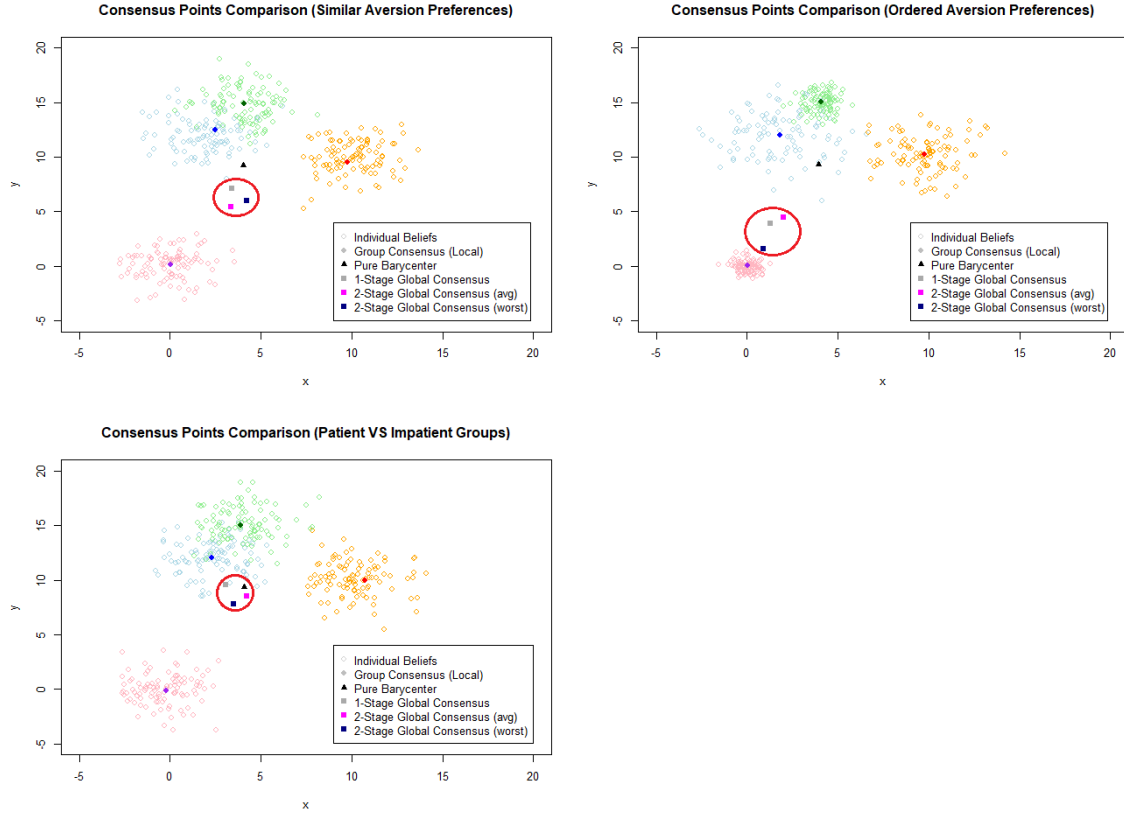 Consensus Points Comparison (Similar Aversion Preferences)
20
15
10
5
0
-5
y
Individual Beliefs
Group Consensus (Local)
Pure Barycenter
1-Stage Global Consensus
2-Stage Global Consensus (avg)
2-Stage Global Consensus (worst)
-5 0 5 10 15 20
x
Consensus Points Comparison (Ordered Aversion Preferences)
20
15
10
5
0
-5
y
Individual Beliefs
Group Consensus (Local)
Pure Barycenter
1-Stage Global Consensus
2-Stage Global Consensus (avg)
2-Stage Global Consensus (worst)
-5 0 5 10 15 20
x
Consensus Points Comparison (Patient VS Impatient Groups)
20
15
10
5
0
-5
y
Individual Beliefs
Group Consensus (Local)
Pure Barycenter
1-Stage Global Consensus
2-Stage Global Consensus (avg)
2-Stage Global Consensus (worst)
-5 0 5 10 15 20
x